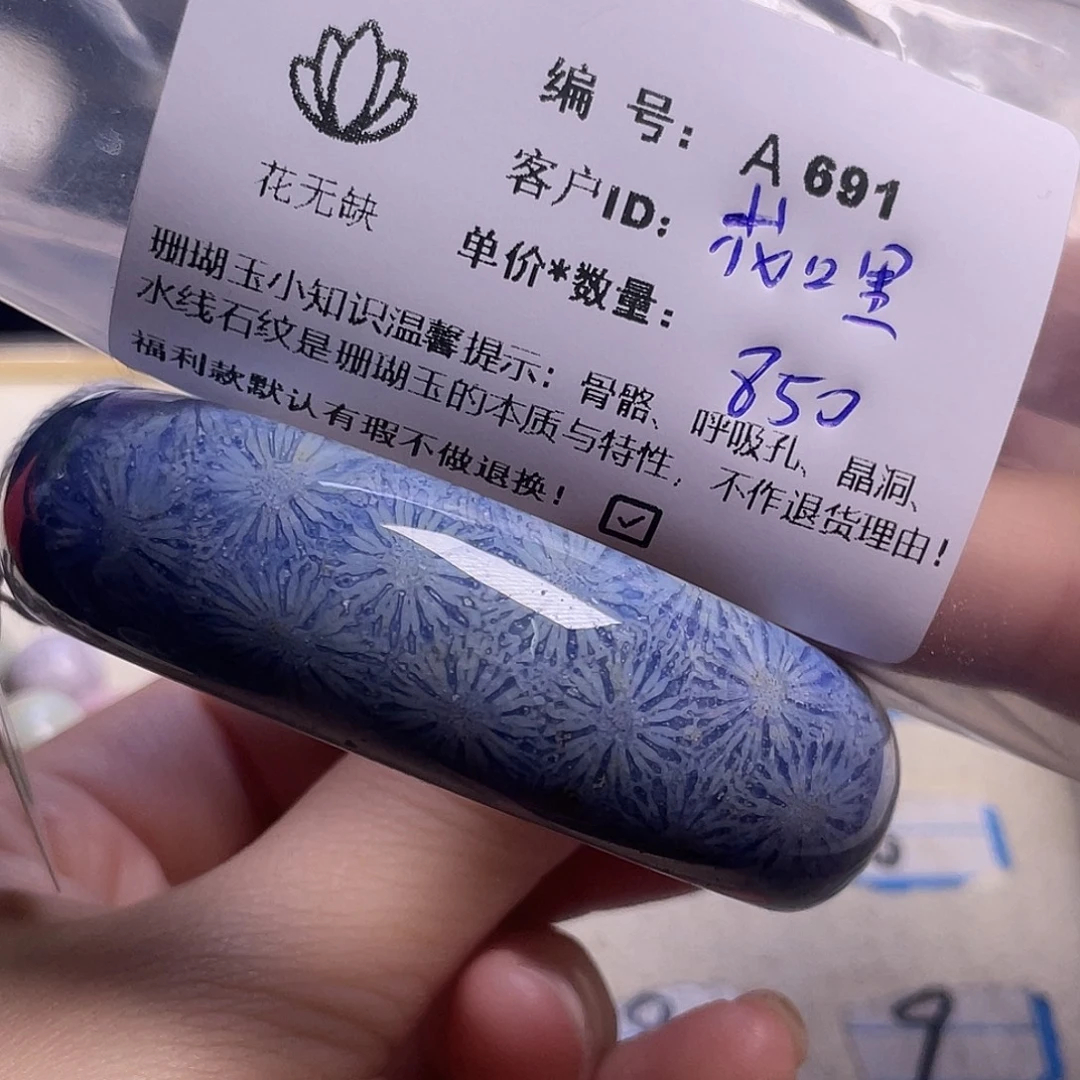 花无缺
编号：A 691
客户ID：
单价*数量：850
珊瑚玉小知识温馨提示：骨骼、呼吸孔、晶洞、
水线石纹是珊瑚玉的本质与特性，不作退货理由！
福利款默认有瑕不做退换！
9